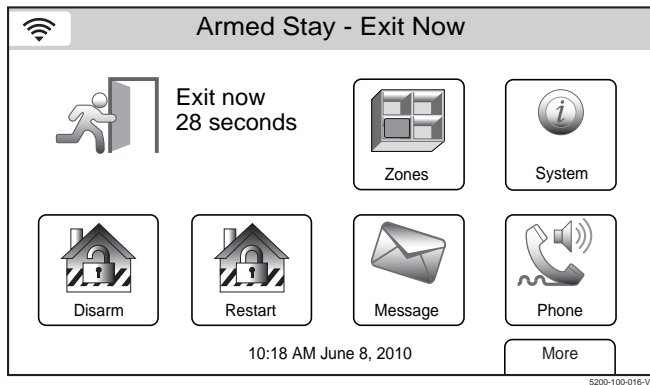 Armed Stay - Exit Now
Exit now
28 seconds
Zones
System
Disarm
Restart
Message
Phone
10:18 AM June 8, 2010
More
5200-100-016-V